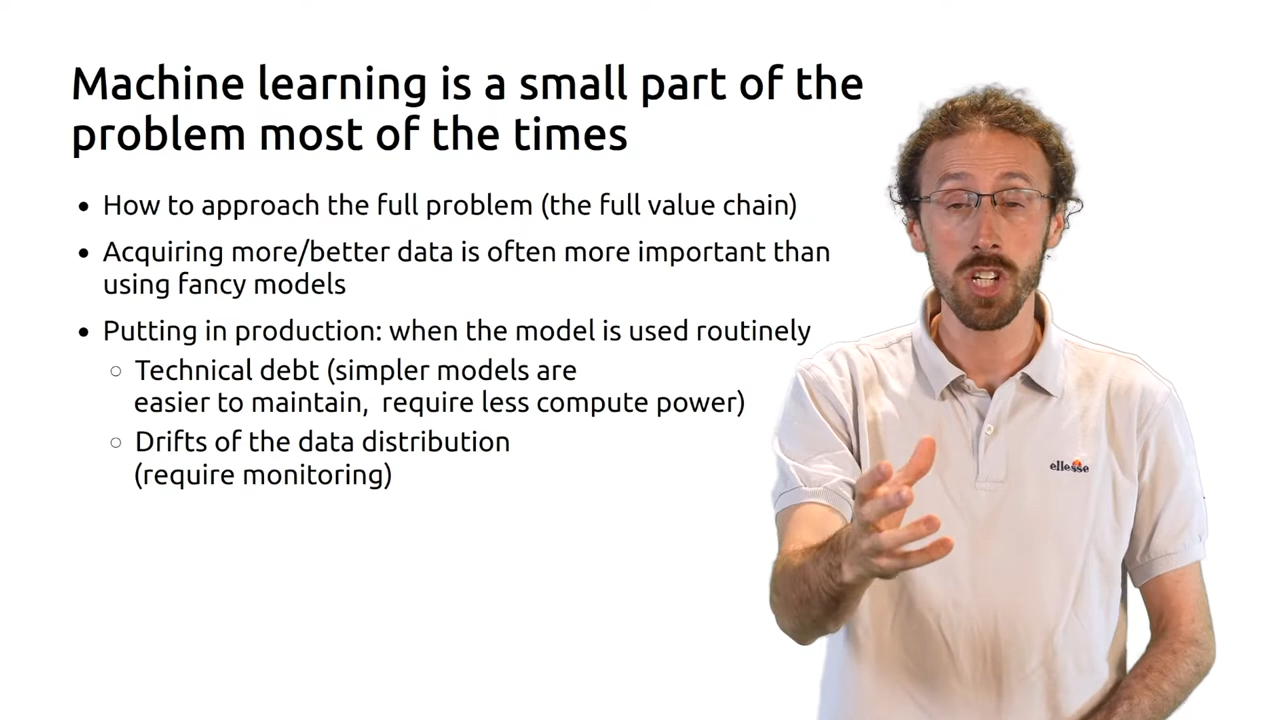 Machine learning is a small part of the
problem most of the times
• How to approach the full problem (the full value chain)
• Acquiring more/better data is often more important than
using fancy models
• Putting in production: when the model is used routinely
○ Technical debt (simpler models are
easier to maintain, require less compute power)
○ Drifts of the data distribution
(require monitoring)
ellesse